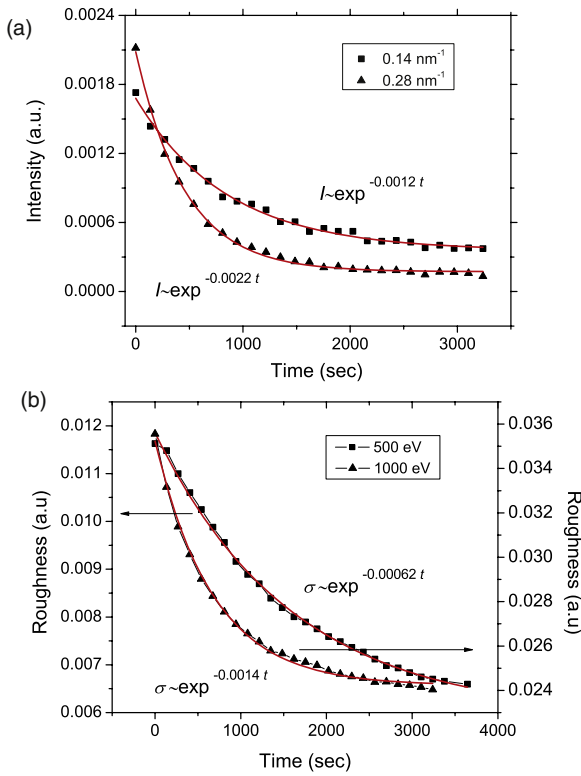 (a)
0.0024
0.0018
0.0012
0.0006
0.0000
Intensity (a.u.)
0.14 nm⁻¹
0.28 nm⁻¹
I~exp^-0.0012 t
I~exp^-0.0022 t
0 1000 2000 3000
Time (sec)
(b)
0.012
0.011
0.010
0.009
0.008
0.007
0.006
Roughness (a.u)
500 eV
1000 eV
σ~exp^-0.00062 t
σ~exp^-0.0014 t
0.036
0.034
0.032
0.030
0.028
0.026
0.024
Roughness (a.u)
0 1000 2000 3000 4000
Time (sec)